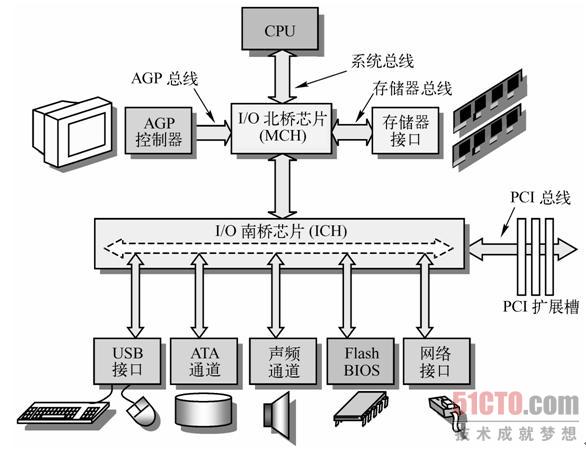 CPU
系统总线
AGP 总线
存储器总线
AGP
控制器
I/O 北桥芯片
(MCH)
存储器
接口
PCI 总线
I/O 南桥芯片 (ICH)
PCI 扩展槽
USB
接口
ATA
通道
声频
通道
Flash
BIOS
网络
接口
51CTO.com
技术成就梦想